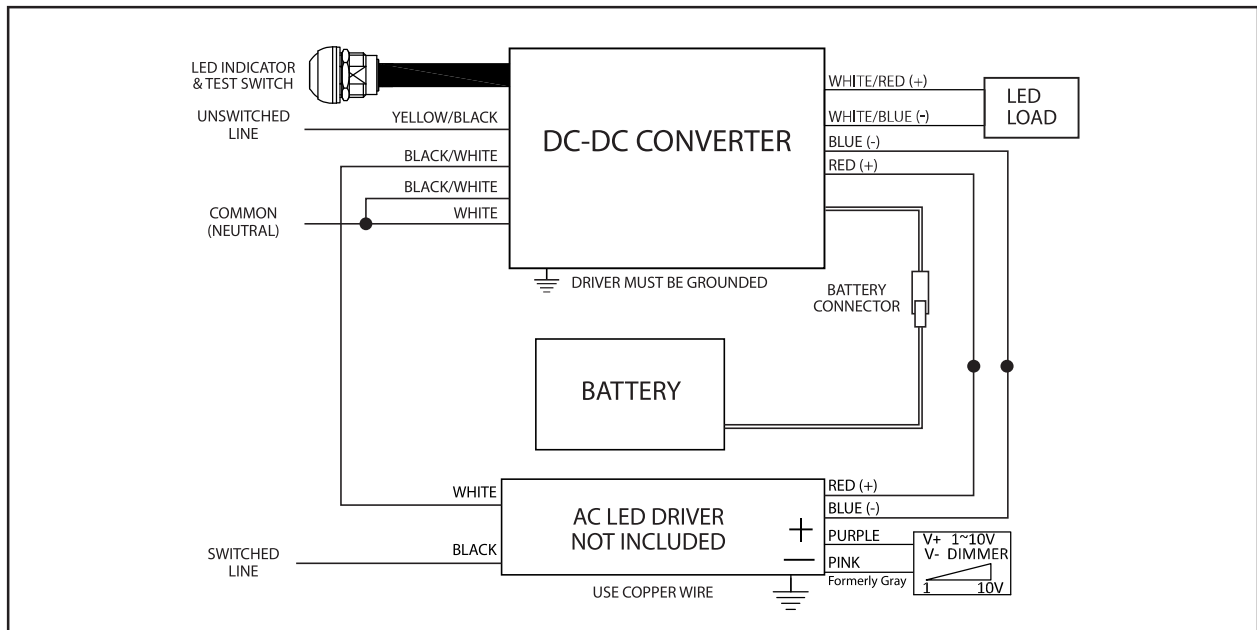 LED INDICATOR
& TEST SWITCH
UNSWITCHED
LINE
YELLOW/BLACK
BLACK/WHITE
BLACK/WHITE
COMMON
(NEUTRAL)
WHITE
DC-DC CONVERTER
WHITE/RED (+)
WHITE/BLUE (-)
LED
LOAD
BLUE (-)
RED (+)
DRIVER MUST BE GROUNDED
BATTERY
CONNECTOR
BATTERY
WHITE
SWITCHED
LINE
BLACK
AC LED DRIVER
NOT INCLUDED
+
—
USE COPPER WIRE
RED (+)
BLUE (-)
PURPLE
PINK
Formerly Gray
V+ 1~10V
V- DIMMER
1 10V